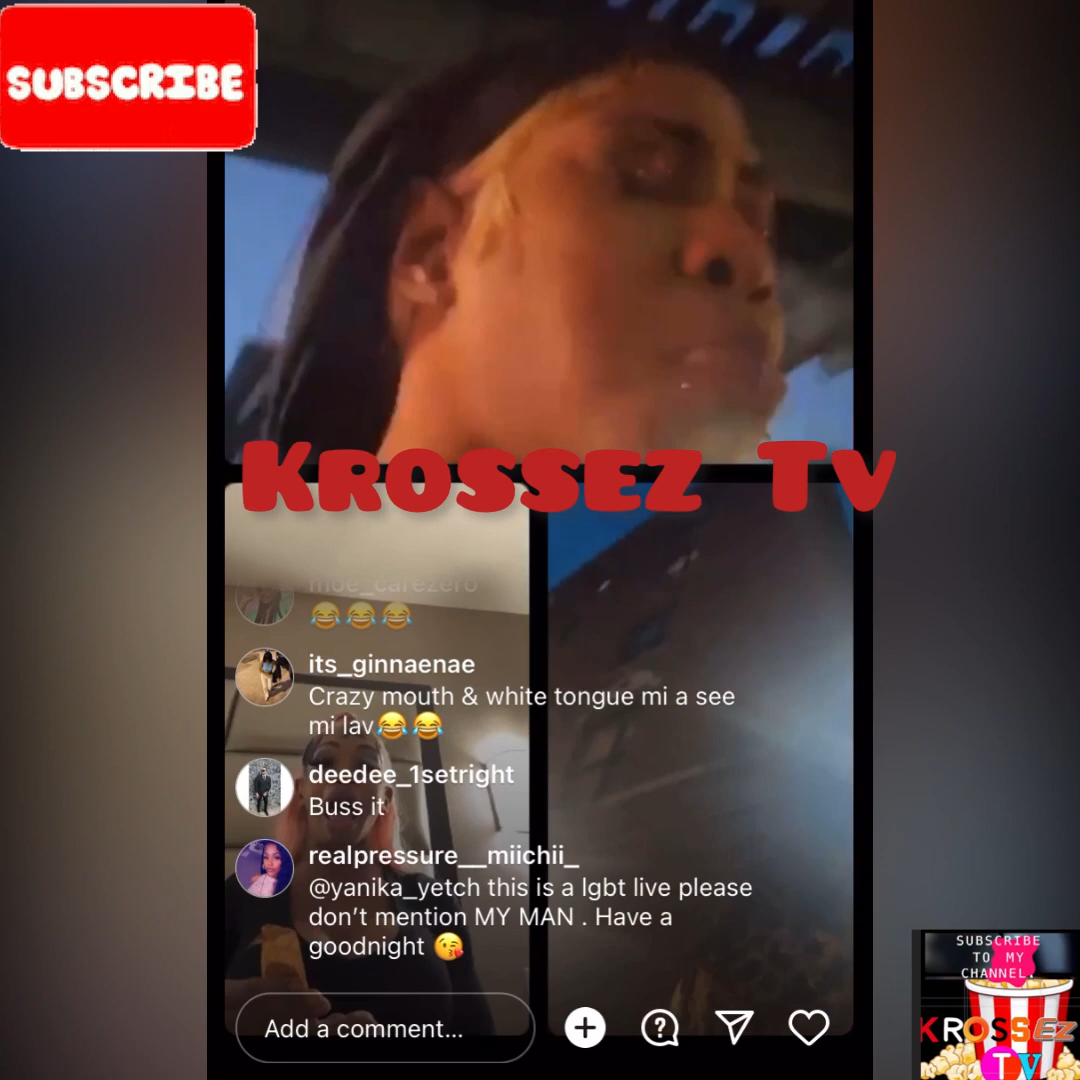 SUBSCRIBE
KROSSEZ TV
moe_carezero
😂😂😂
its_ginnaenae
Crazy mouth & white tongue mi a see
mi lav😂😂
deedee_1setright
Buss it
realpressure__miichii_
@yanika_yetch this is a lgbt live please
don’t mention MY MAN . Have a
goodnight 😘
Add a comment...
SUBSCRIBE
TO MY
CHANNEL.
KROSSEZ
TV